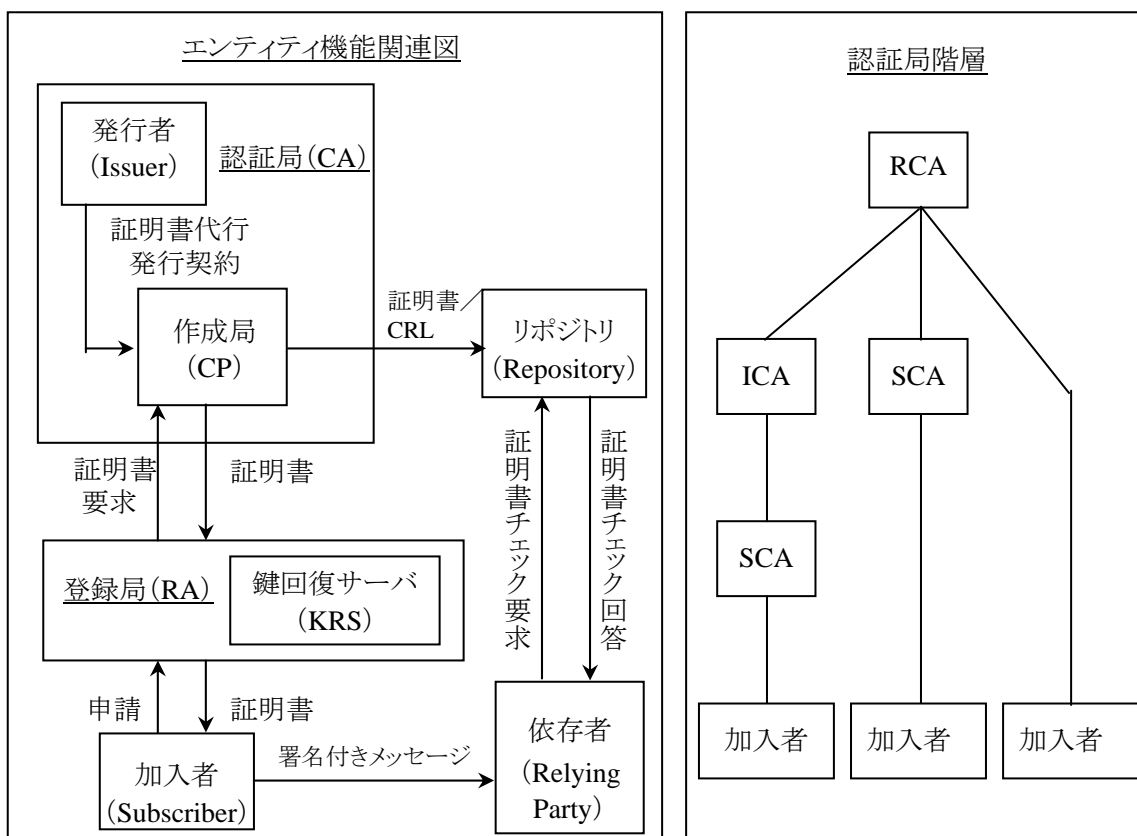 エンティティ機能関連図
発行者
(Issuer)
認証局(CA)
証明書代行
発行契約
作成局
(CP)
証明書／
CRL
リポジトリ
(Repository)
証明書
要求
証明書
証明書チェック要求
証明書チェック回答
登録局(RA)
鍵回復サーバ
(KRS)
申請
証明書
加入者
(Subscriber)
署名付きメッセージ
依存者
(Relying
Party)
認証局階層
RCA
ICA
SCA
SCA
加入者
加入者
加入者